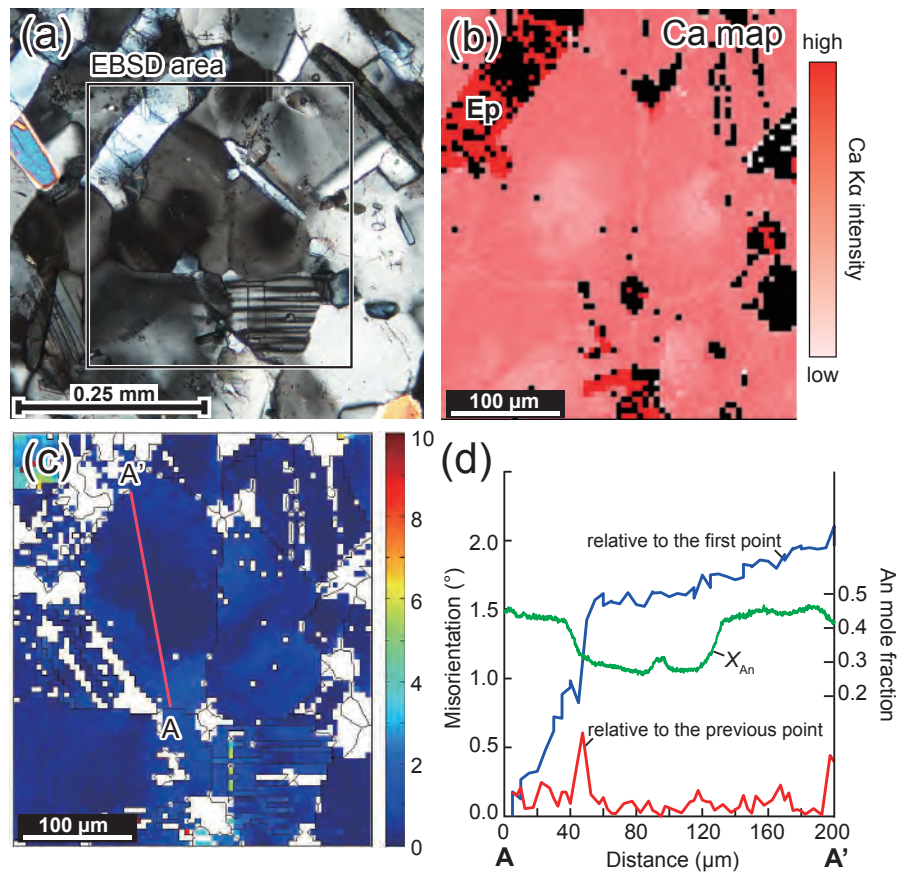 (a)
EBSD area
0.25 mm
(b)
Ca map
Ep
100 µm
high
Ca Kα intensity
low
(c)
A'
A
100 µm
10
8
6
4
2
0
(d)
2.0
1.5
1.0
0.5
0.0
Misorientation (°)
relative to the first point
X An
relative to the previous point
0.5
0.4
0.3
0.2
An mole fraction
0 40 80 120 160 200
A Distance (µm) A'